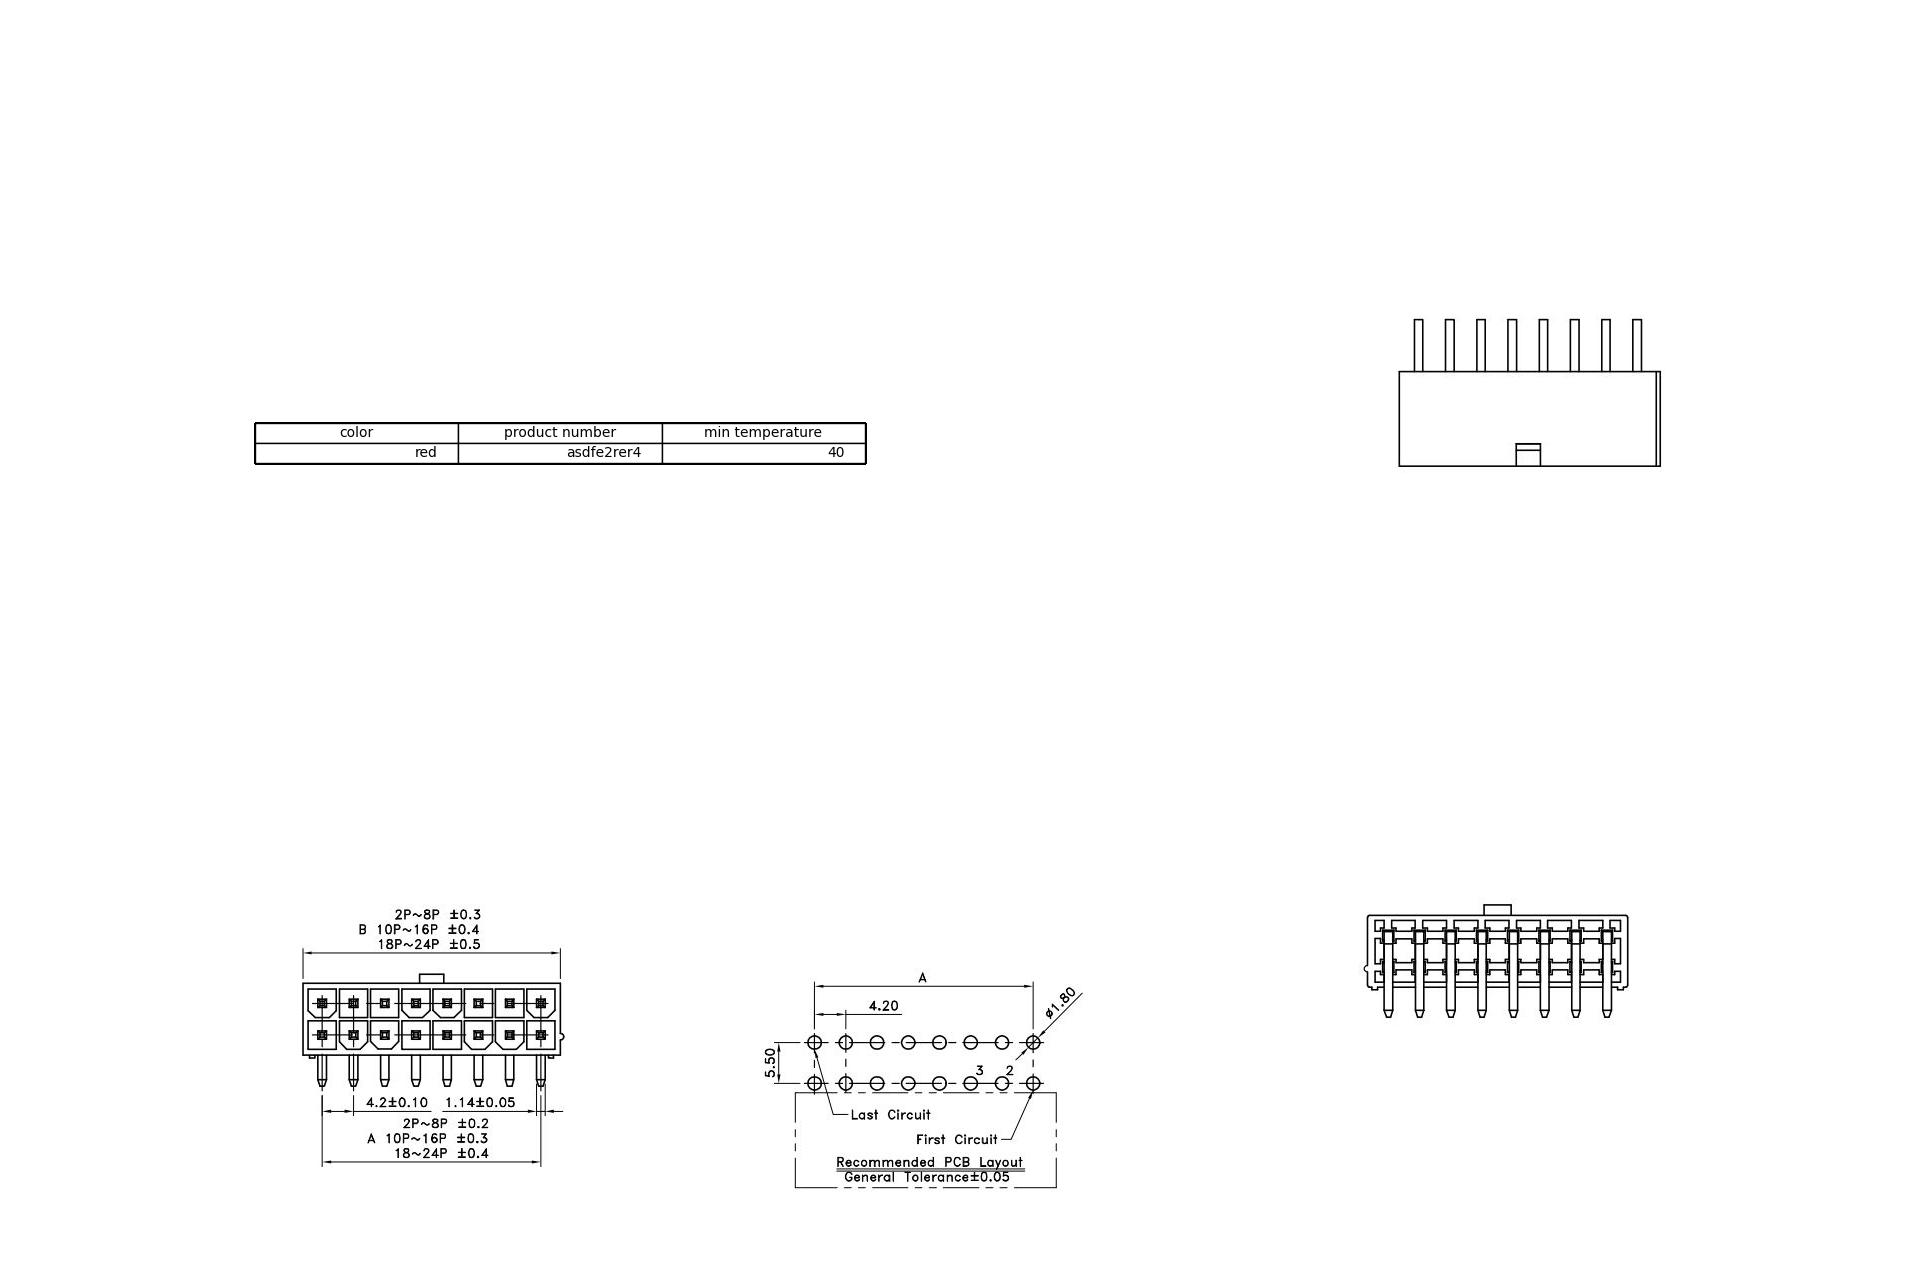 color product number min temperature
red asdfe2rer4 40
2P~8P ±0.3
B 10P~16P ±0.4
18P~24P ±0.5
4.2±0.10 1.14±0.05
2P~8P ±0.2
A 10P~16P ±0.3
18~24P ±0.4
A
4.20
ø1.80
5.50
3 2
Last Circuit
First Circuit
Recommended PCB Layout
General Tolerance±0.05